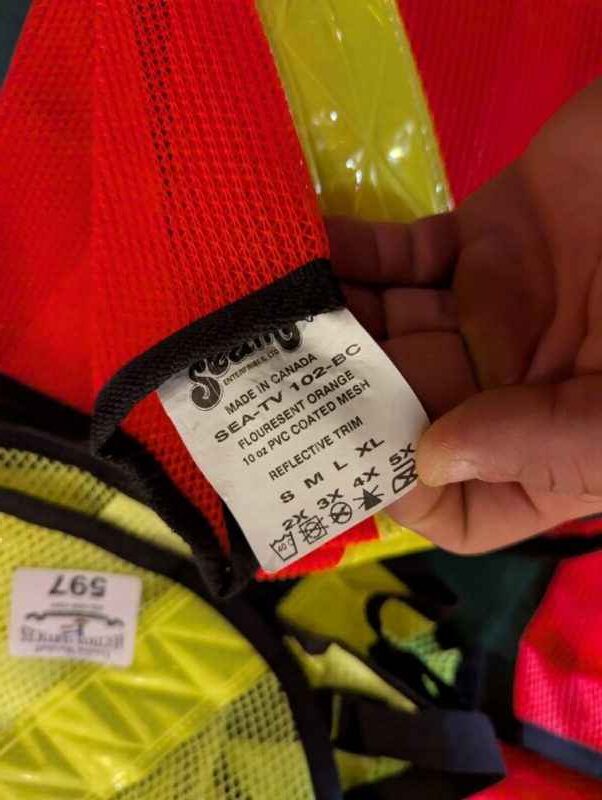 ENTERPRISES, LTD
MADE IN CANADA
SEA-TV 102-BC
FLOURESENT ORANGE
10 oz PVC COATED MESH
REFLECTIVE TRIM
S M L XL
2X 3X 4X 5X
597